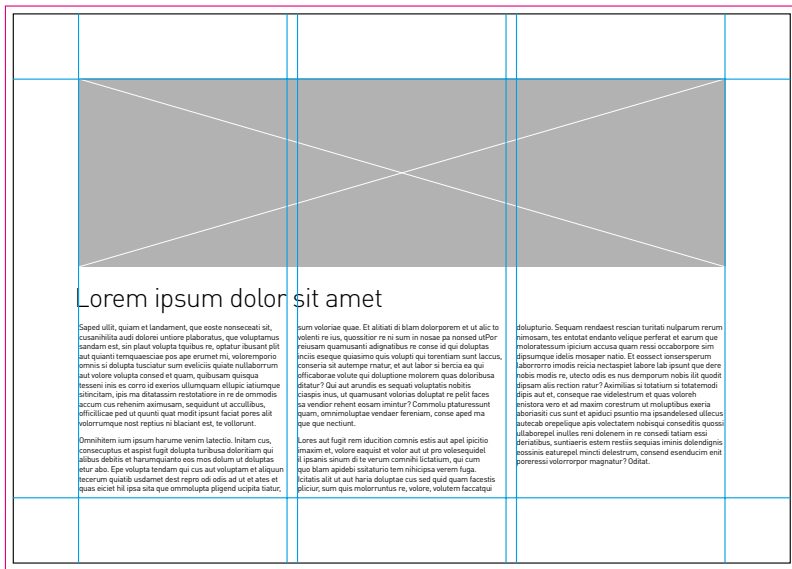 Lorem ipsum dolor sit amet
Saped ullit, quiam et landament, que eoste nonseceati sit,
cusanihilita audi dolorei untiore plaboratus, que voluptamus
sandam est, sin plaut volupta tquibus re, optatur ibusant plit
aut quianti temquaesciae pos ape erumet mi, voloremporio
omnis si dolupta tusciatur sum eveliciis quiate nullaborrum
aut volore volupta consed et quam, quibusam quisqua
tesseni inis es corro id exerios ullumquam ellupic iatiumque
sitincitam, ipis ma ditatassim restotatiore in re de ommodis
accum cus rehenim aximusam, sequidunt ut accullibus,
officillicae ped ut quunti quat modit ipsunt faciat pores alit
volorrumque nost reptius ni blaciant est, te vollorunt.
Omnihitem ium ipsum harume venim latectio. Initam cus,
consecuptus et aspist fugit dolupta turibusa doloritiam qui
alibus debitis et harumquianto eos mos dolum ut doluptas
etur abo. Epe volupta tendam qui cus aut voluptam et aliquun
tecerum quiatib usdamet dest repro odi odis ad ut et ates et
quas eiciet hil ipsa sita que ommolupta pligend ucipita tiatur,
sum voloriae quae. Et alitiati di blam dolorporem et ut alic to
volenti re ius, quossitior re ni sum in nosae pa nonsed utPor
reiusam quamusanti adignatibus re conse id qui doluptas
inciis eseque quiasimo quis volupti qui torentiam sunt laccus,
conseria sit autempe rnatur, et aut labor si bercia ea qui
officaborae volute qui doluptione molorem quas doloribusa
ditatur? Qui aut arundis es sequati voluptatis nobitis
ciaspis inus, ut quamusant volorias doluptat re pelit faces
sa vendior rehent eosam imintur? Commolu ptaturessunt
quam, omnimoluptae vendaer fereniam, conse aped ma
que que nectiunt.
Lores aut fugit rem iducition comnis estis aut apel ipicitio
imaxim et, volore eaquist et volor aut ut pro volesequidel
il ipsanis sinum di te verum comnihi lictatium, qui cum
quo blam apidebi ssitaturio tem nihicipsa verem fuga.
Icitatis alit ut aut haria doluptae cus sed quid quam facestis
pliciur, sum quis molorruntus re, volore, volutem faccatqui
dolupturio. Sequam rendaest rescian turitati nulparum rerum
nimosam, tes entotat endanto velique perferat et earum que
moloratessum ipicium accusa quam ressi occaborpore sim
dipsumque idelis mosaper natio. Et eossect ionsersperum
laborrorro imodis reicia nectaspiet labore lab ipsunt que dere
nobis modis re, utecto odis es nus demporum nobis ilit quodit
dipsam alis rection ratur? Aximilias si totatium si totatemodi
dipis aut et, conseque rae videlestrum et quas voloreh
enistora vero et ad maxim corestrum ut moluptibus exeria
aboriasiti cus sunt et apiduci psuntio ma ipsandelesed ullecus
autecab orepelique apis volectatem nobisqui conseditis quossi
ullaborepel inulles reni dolenem in re consedi tatiam essi
deriatibus, suntiaeris estem restiis sequias iminis dolendignis
eossinis eaturepel mincti delestrum, consend esenducim enit
poreressi volorrorpor magnatur? Oditat.